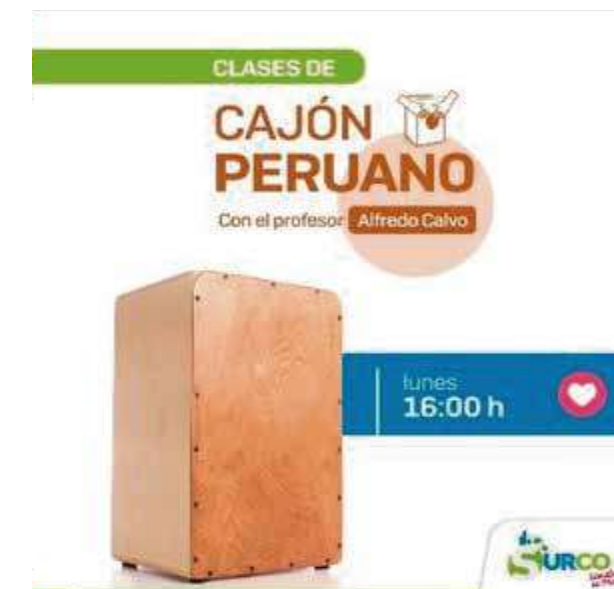 CLASES DE
CAJÓN
PERUANO
Con el profesor Alfredo Calvo
lunes
16:00 h
SURCO